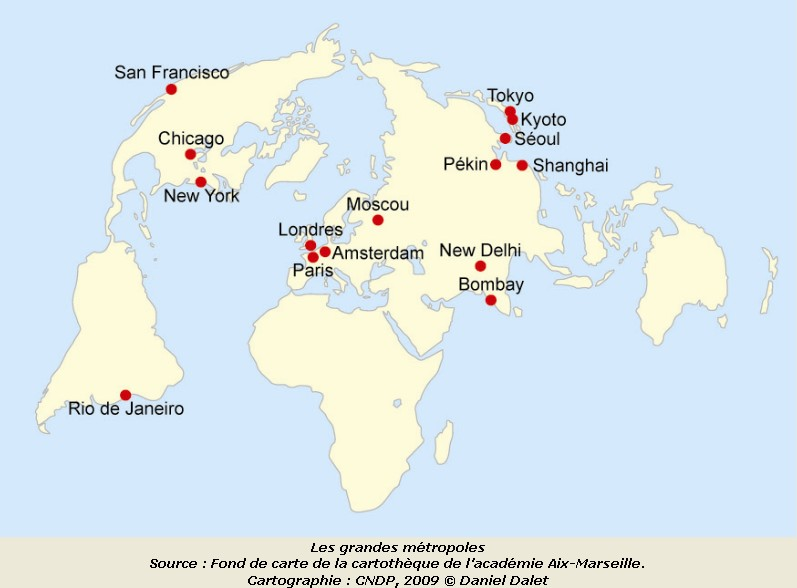 San Francisco
Tokyo
Kyoto
Chicago
Séoul
Pékin
Shanghai
New York
Moscou
Londres
Amsterdam
New Delhi
Paris
Bombay
Rio de Janeiro
Les grandes métropoles
Source : Fond de carte de la cartothèque de l'académie Aix-Marseille.
Cartographie : CNDP, 2009 © Daniel Dalet